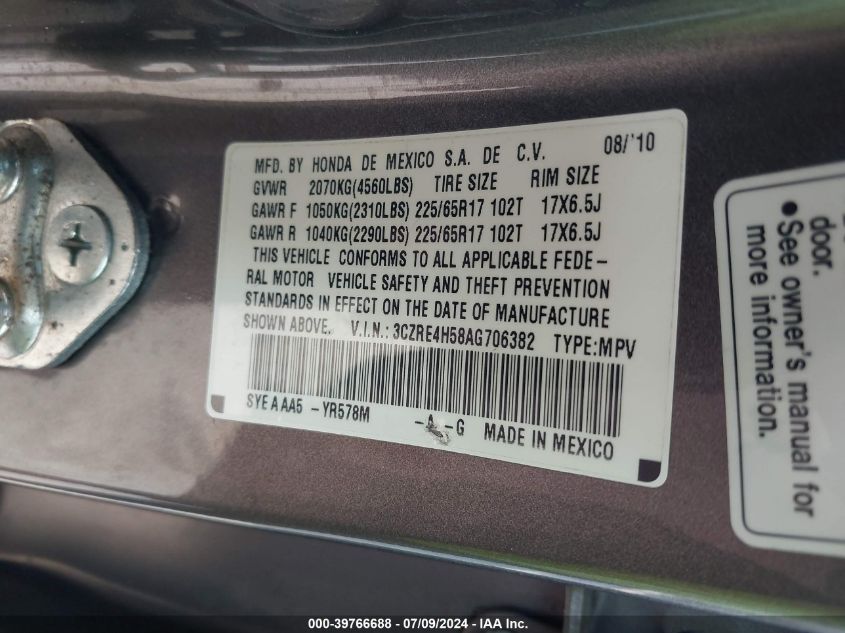 MFD. BY HONDA DE MEXICO S.A. DE C.V. 08/'10
GVWR 2070KG(4560LBS) TIRE SIZE RIM SIZE
GAWR F 1050KG(2310LBS) 225/65R17 102T 17X6.5J
GAWR R 1040KG(2290LBS) 225/65R17 102T 17X6.5J
THIS VEHICLE CONFORMS TO ALL APPLICABLE FEDE-
RAL MOTOR VEHICLE SAFETY AND THEFT PREVENTION
STANDARDS IN EFFECT ON THE DATE OF MANUFACTURE
SHOWN ABOVE. V.I.N.: 3CZRE4H58AG706382 TYPE:MPV
SYE A AA5 -YR578M -A-G MADE IN MEXICO
door.
• See owner's manual for
more information.
000-39766688 - 07/09/2024 - IAA Inc.